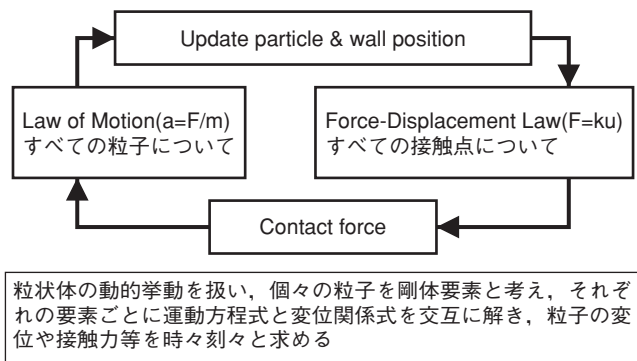 Update particle & wall position
Law of Motion(a=F/m)
すべての粒子について
Force-Displacement Law(F=ku)
すべての接触点について
Contact force
粒状体の動的挙動を扱い，個々の粒子を剛体要素と考え，それぞ
れの要素ごとに運動方程式と変位関係式を交互に解き，粒子の変
位や接触力等を時々刻々と求める